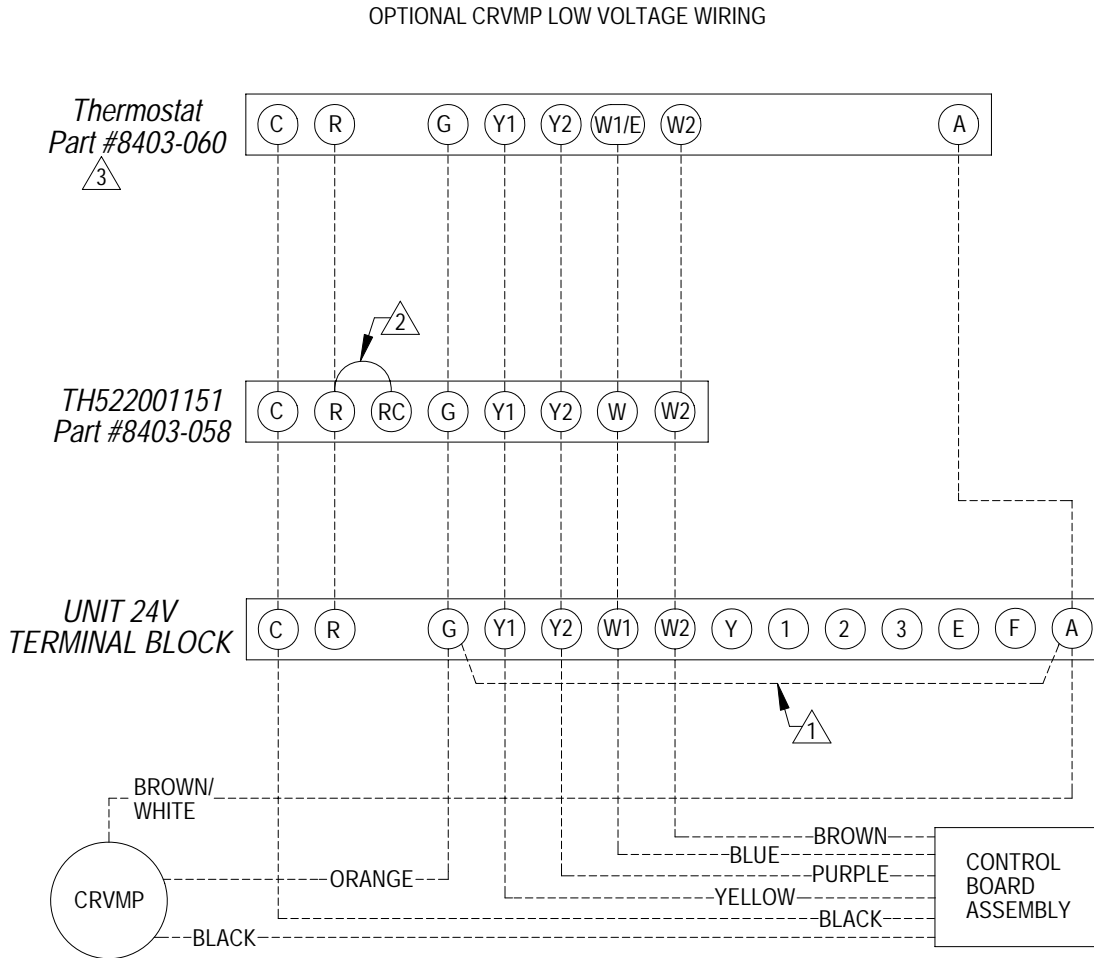 OPTIONAL CRVMP LOW VOLTAGE WIRING
Thermostat
Part #8403-060
3
C R G Y1 Y2 W1/E W2 A
2
TH522001151
Part #8403-058
C R RC G Y1 Y2 W W2
UNIT 24V
TERMINAL BLOCK
C R G Y1 Y2 W1 W2 Y 1 2 3 E F A
1
BROWN/
WHITE
BROWN
BLUE
PURPLE
ORANGE
YELLOW
BLACK
BLACK
CRVMP
CONTROL
BOARD
ASSEMBLY